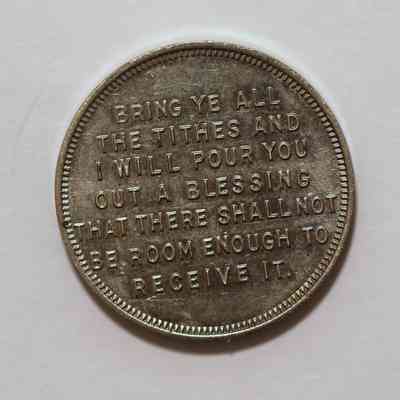 BRING YE ALL
THE TITHES AND
I WILL POUR YOU
OUT A BLESSING
THAT THERE SHALL NOT
BE ROOM ENOUGH TO
RECEIVE IT.